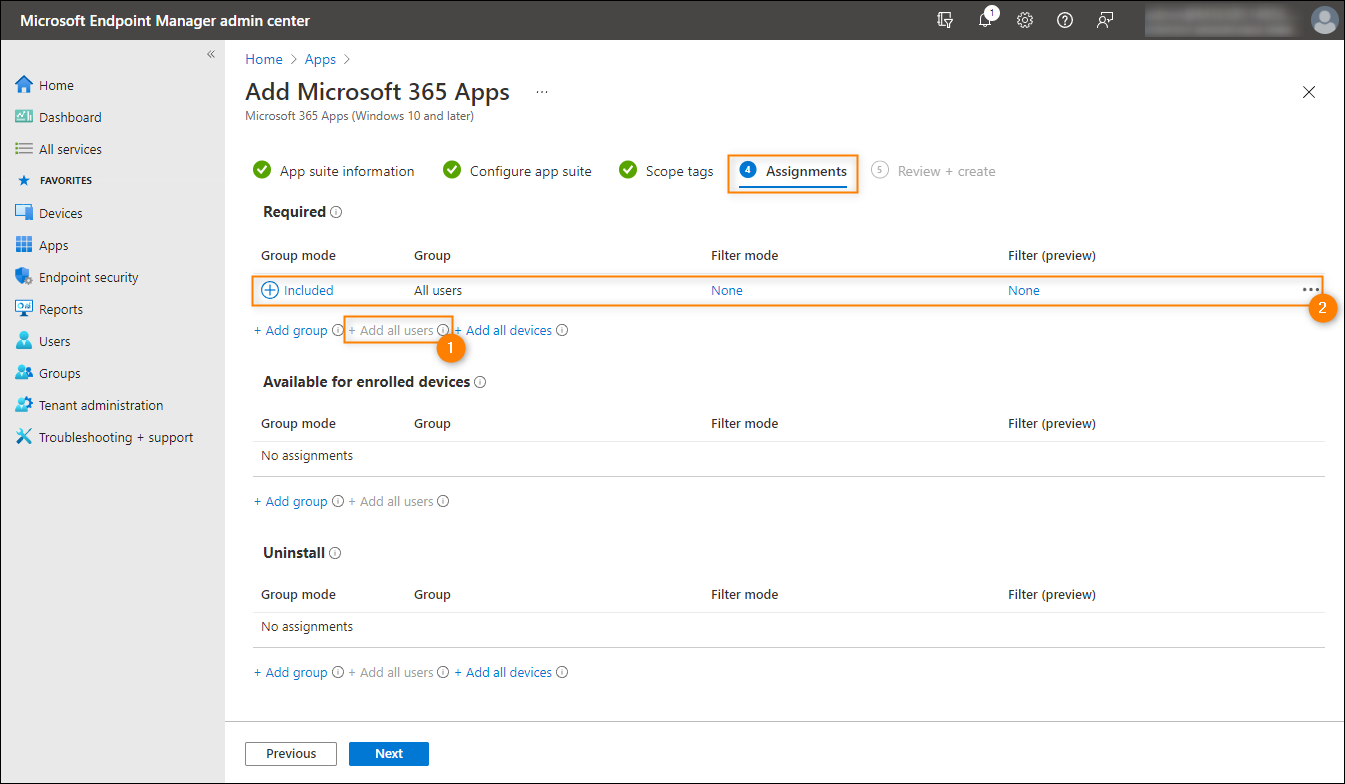 Microsoft Endpoint Manager admin center
1
«
Home
Dashboard
All services
FAVORITES
Devices
Apps
Endpoint security
Reports
Users
Groups
Tenant administration
Troubleshooting + support
Home > Apps >
Add Microsoft 365 Apps ...
Microsoft 365 Apps (Windows 10 and later)
App suite information Configure app suite Scope tags 4 Assignments 5 Review + create
Required
Group mode Group Filter mode Filter (preview)
Included All users None None ...
2
+ Add group + Add all users + Add all devices
1
Available for enrolled devices
Group mode Group Filter mode Filter (preview)
No assignments
+ Add group + Add all users
Uninstall
Group mode Group Filter mode Filter (preview)
No assignments
+ Add group + Add all users + Add all devices
Previous Next